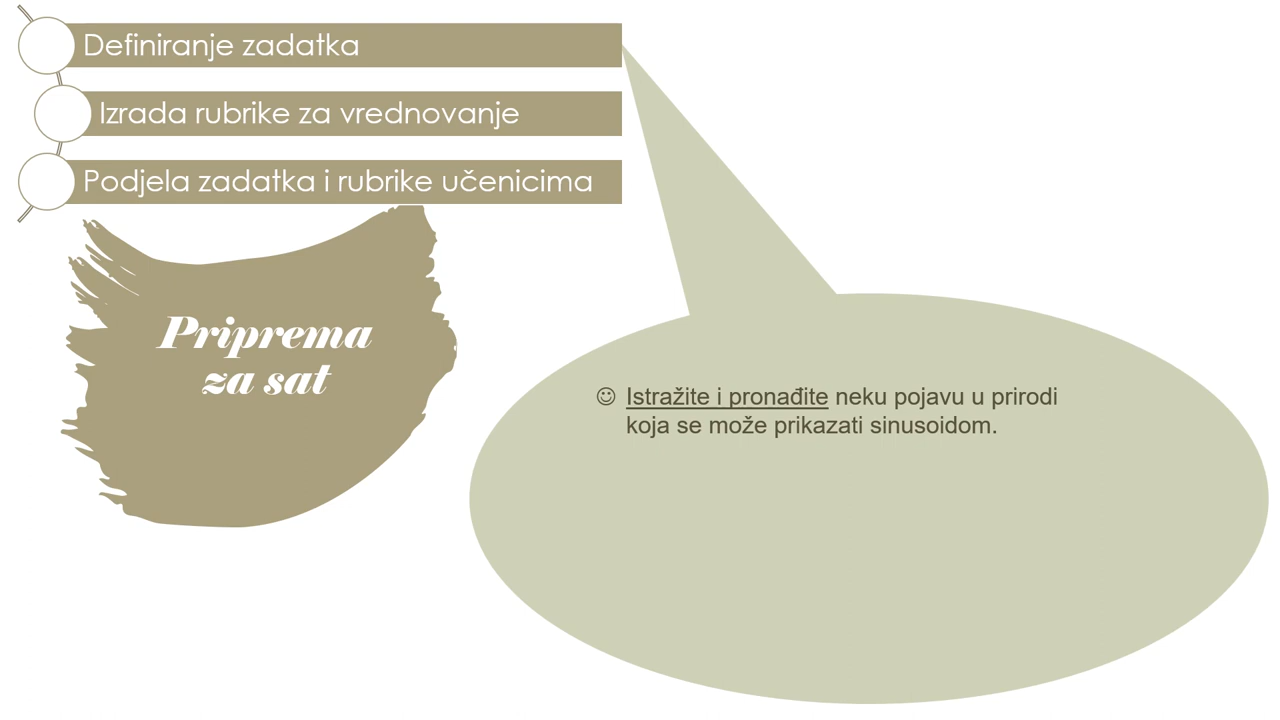 Definiranje zadatka
Izrada rubrike za vrednovanje
Podjela zadatka i rubrike učenicima
Priprema
za sat
☺ Istražite i pronađite neku pojavu u prirodi
koja se može prikazati sinusoidom.